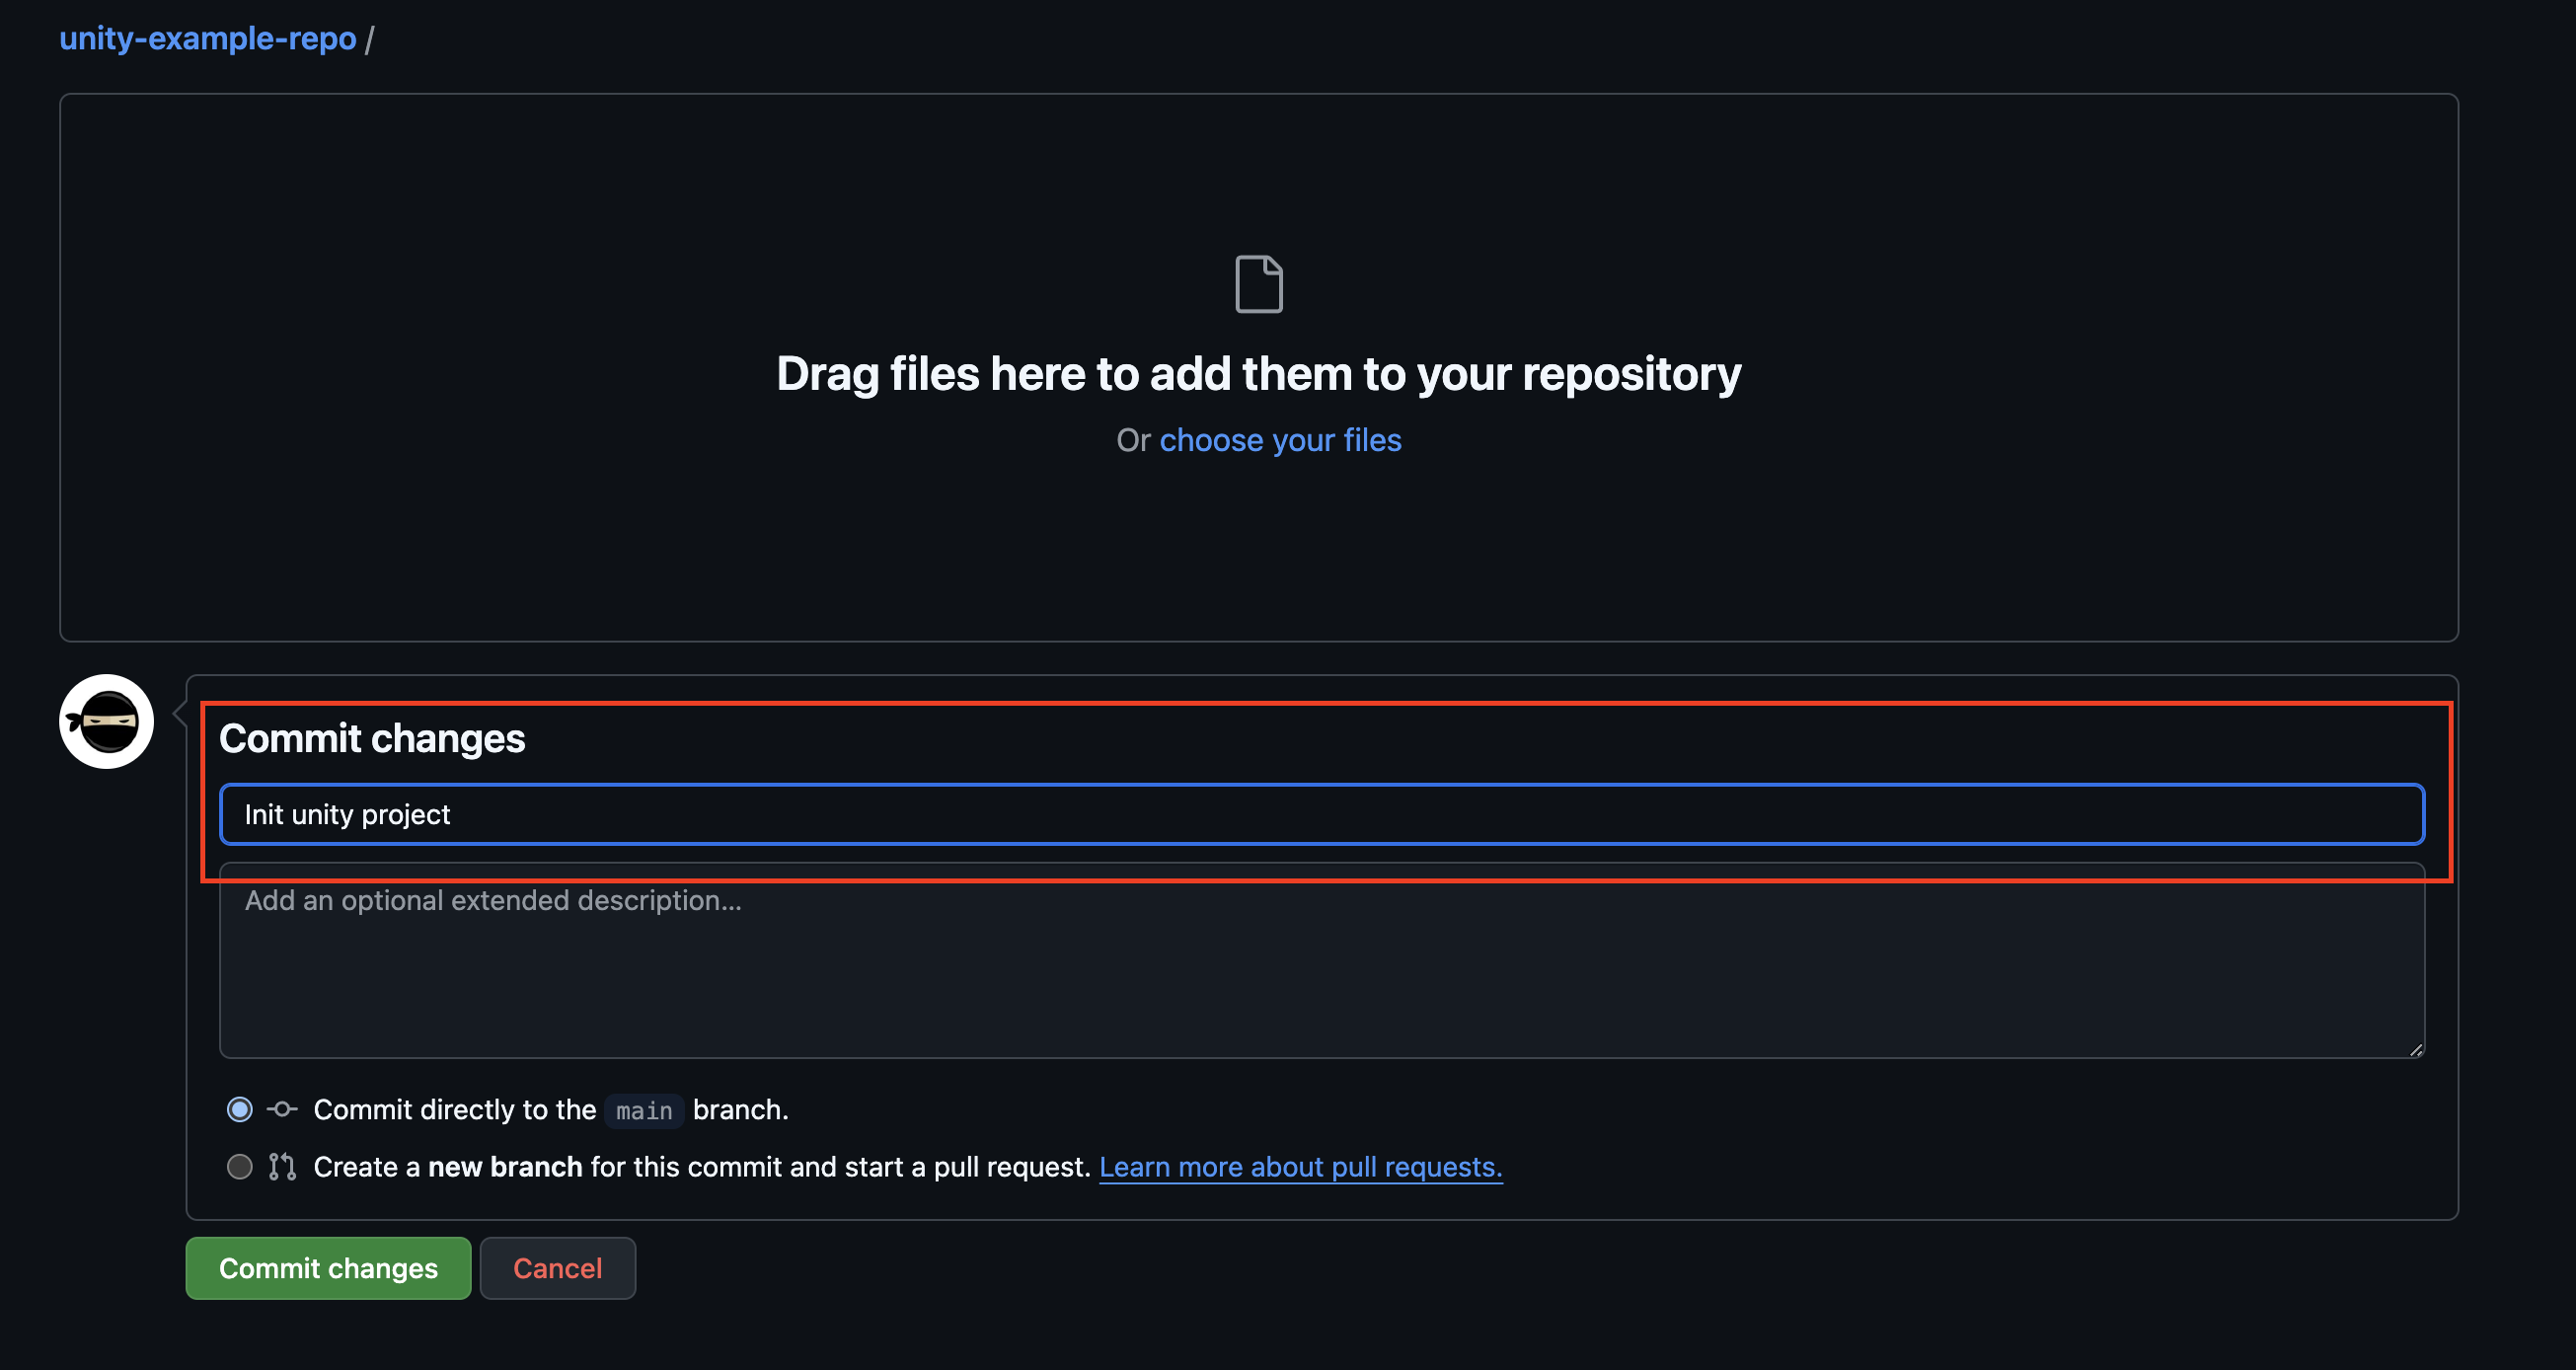 unity-example-repo /
Drag files here to add them to your repository
Or choose your files
Commit changes
Init unity project
Add an optional extended description...
Commit directly to the main branch.
Create a new branch for this commit and start a pull request. Learn more about pull requests.
Commit changes Cancel